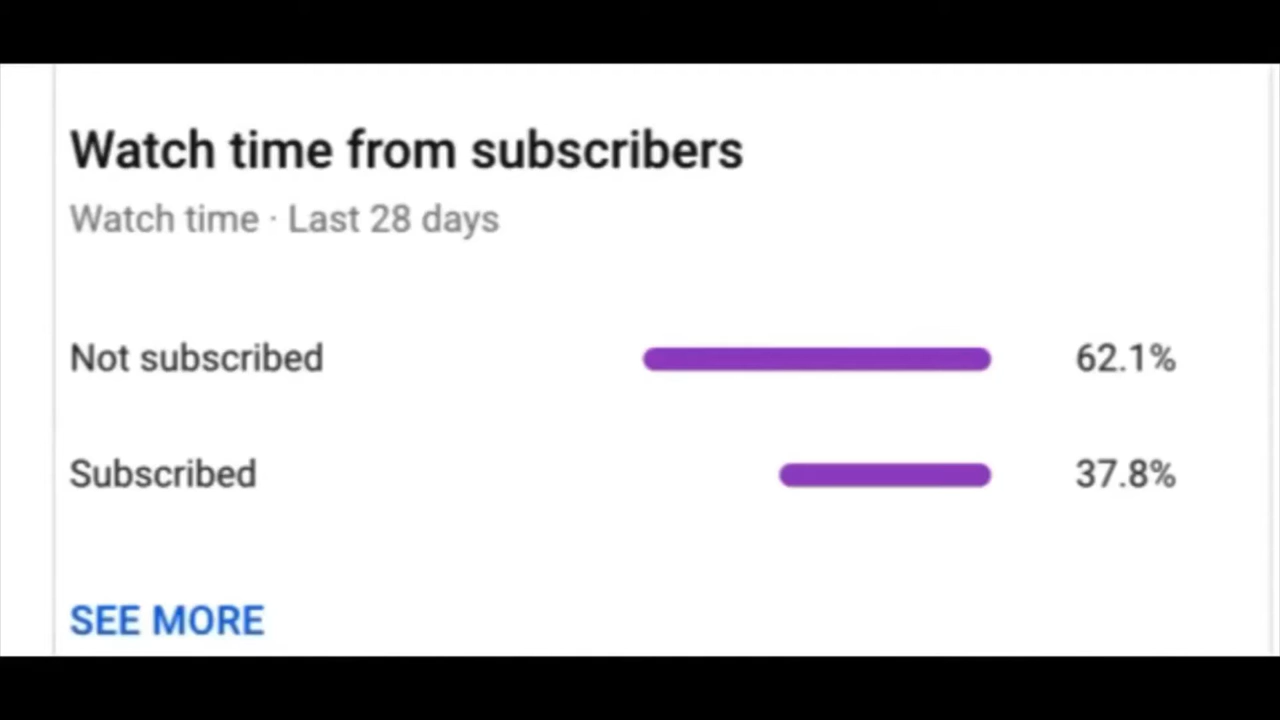 Watch time from subscribers
Watch time · Last 28 days
Not subscribed 62.1%
Subscribed 37.8%
SEE MORE